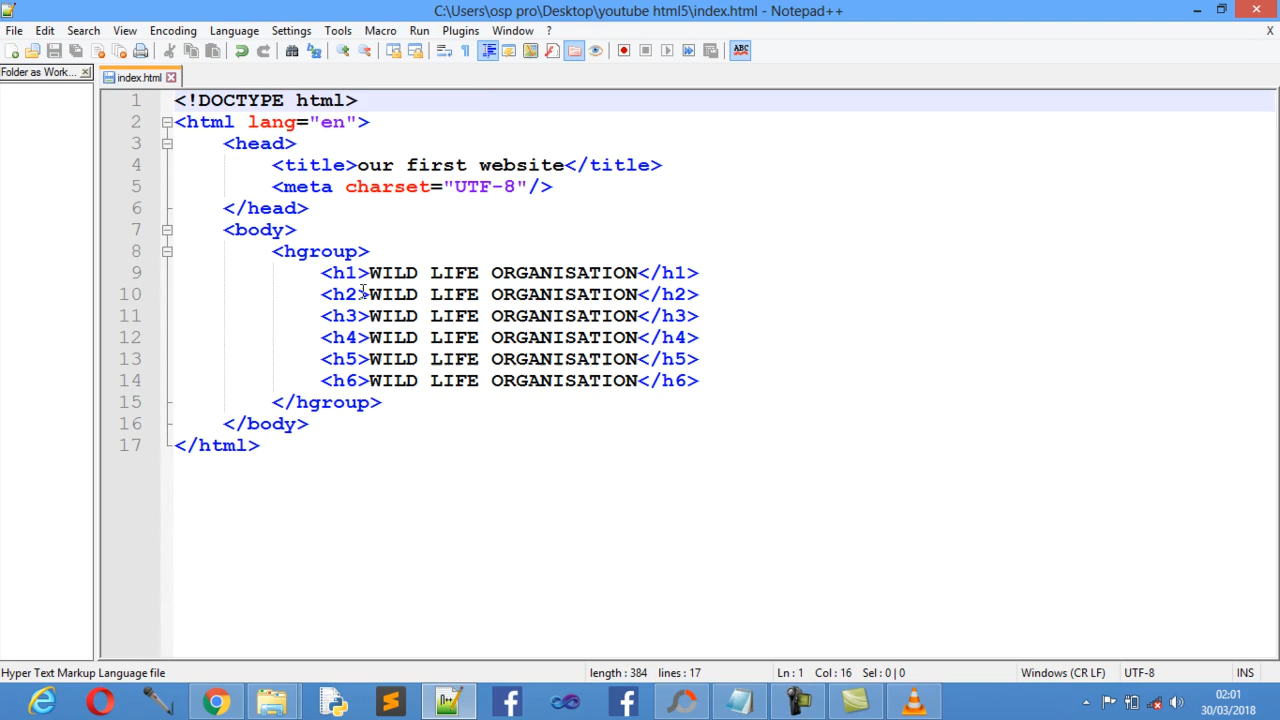 C:\Users\osp pro\Desktop\youtube html5\index.html - Notepad++
File Edit Search View Encoding Language Settings Tools Macro Run Plugins Window ? X
ABC
Folder as Work... index.html
1 <!DOCTYPE html>
2 <html lang="en">
3 <head>
4 <title>our first website</title>
5 <meta charset="UTF-8"/>
6 </head>
7 <body>
8 <hgroup>
9 <h1>WILD LIFE ORGANISATION</h1>
10 <h2>WILD LIFE ORGANISATION</h2>
11 <h3>WILD LIFE ORGANISATION</h3>
12 <h4>WILD LIFE ORGANISATION</h4>
13 <h5>WILD LIFE ORGANISATION</h5>
14 <h6>WILD LIFE ORGANISATION</h6>
15 </hgroup>
16 </body>
17 </html>
Hyper Text Markup Language file length : 384 lines : 17 Ln : 1 Col : 16 Sel : 0 | 0 Windows (CR LF) UTF-8 INS
02:01
30/03/2018